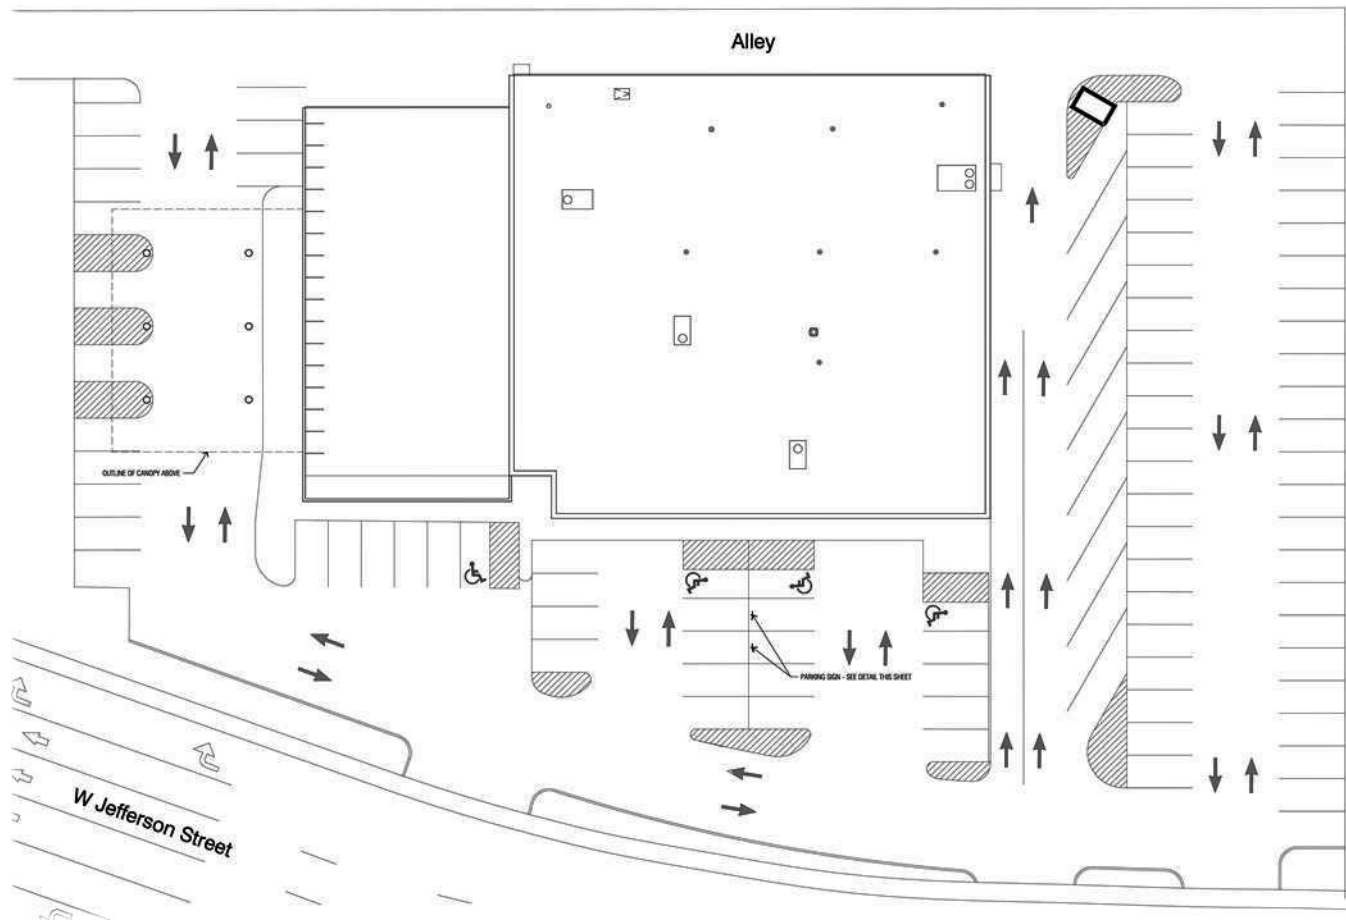 Alley
OUTLINE OF CANOPY ABOVE
PARKING SIGN - SEE DETAIL THIS SHEET
W Jefferson Street